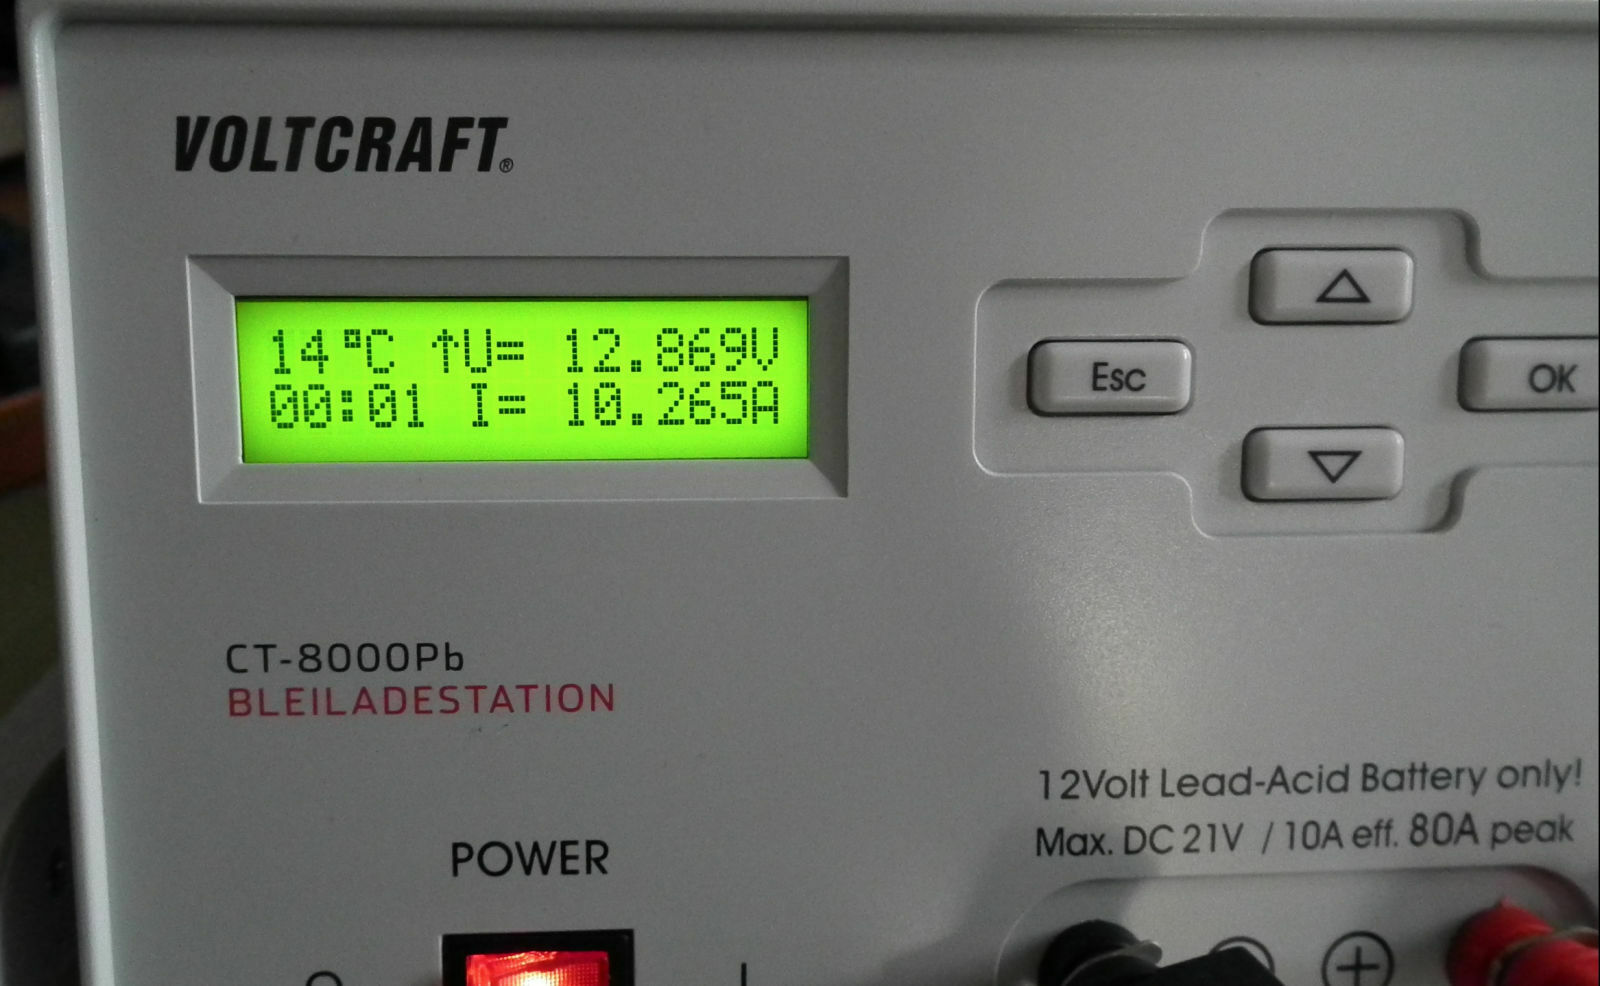 VOLTCRAFT®
14°C ↑U= 12.869V
00:01 I= 10.265A
Esc
OK
CT-8000Pb
BLEILADESTATION
12Volt Lead-Acid Battery only!
Max. DC 21V / 10A eff. 80A peak
POWER